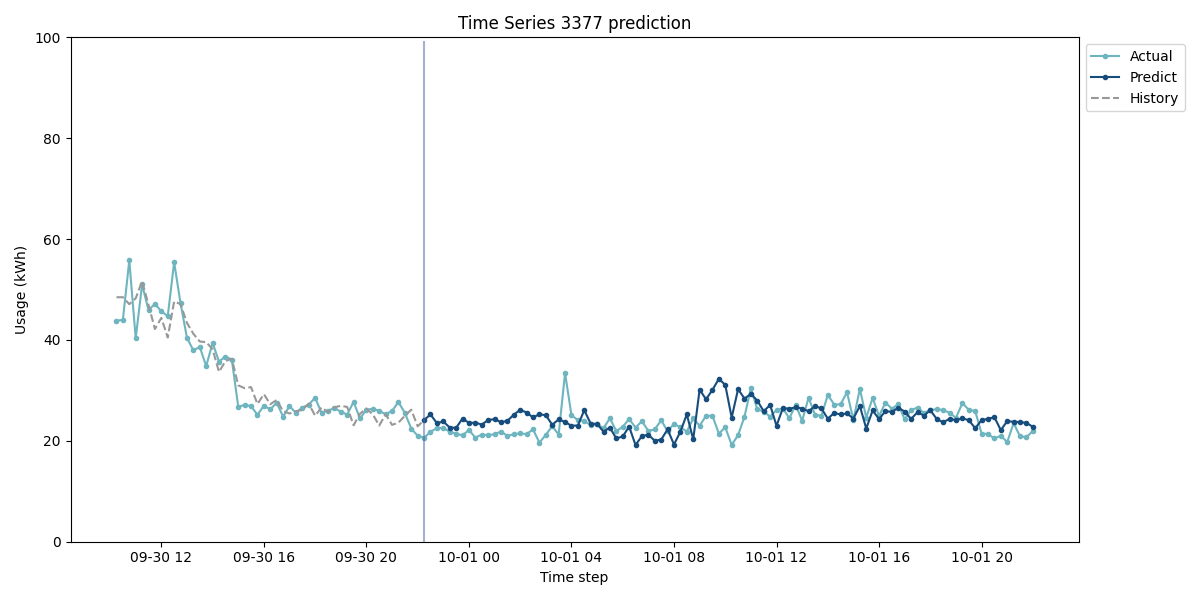 Time Series 3377 prediction
100
80
60
40
20
0
Usage (kWh)
09-30 12
09-30 16
09-30 20
10-01 00
10-01 04
10-01 08
10-01 12
10-01 16
10-01 20
Time step
Actual
Predict
History